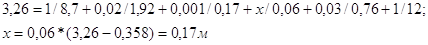 3,26 = 1/8,7 + 0,02/1,92 + 0,001/0,17 + x/0,06 + 0,03/0,76 + 1/12;
x = 0,06*(3,26 − 0,358) = 0,17м